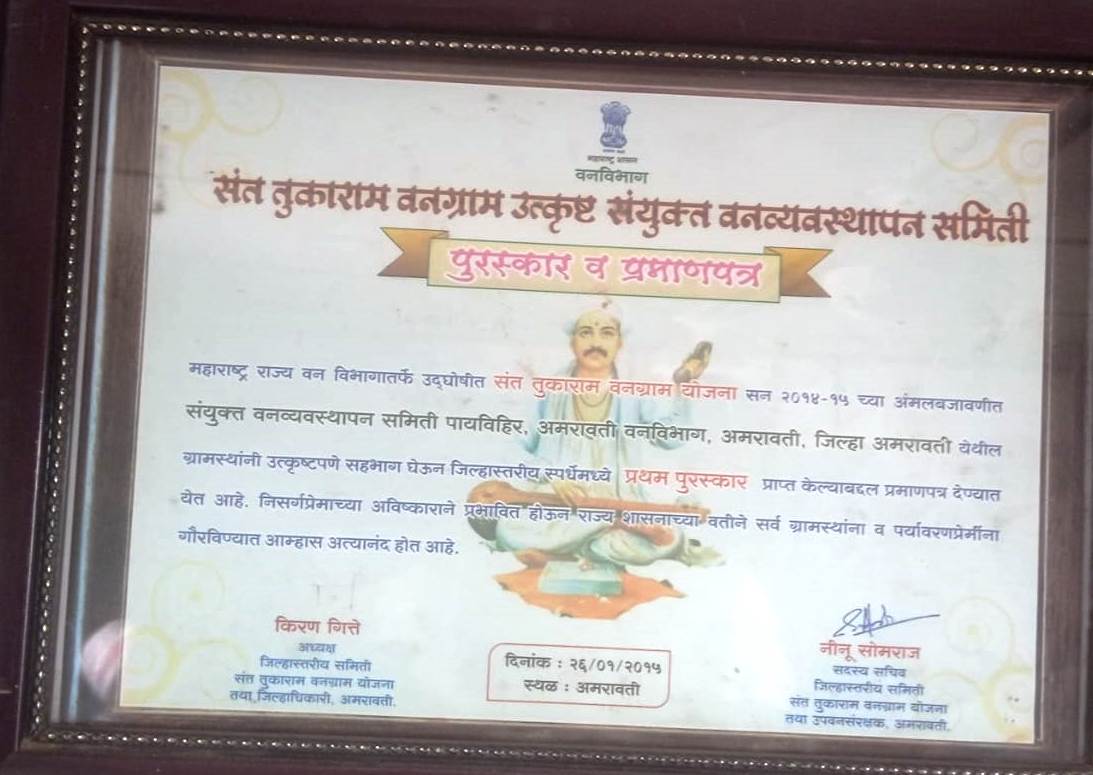 महाराष्ट्र शासन
वनविभाग
संत तुकाराम वनग्राम उत्कृष्ट संयुक्त वनव्यवस्थापन समिती
पुरस्कार व प्रमाणपत्र
महाराष्ट्र राज्य वन विभागातर्फे उद्घोषीत संत तुकाराम वनग्राम योजना सन २०१४-१५ च्या अंमलबजावणीत
संयुक्त वनव्यवस्थापन समिती पायविहिर, अमरावती वनविभाग, अमरावती, जिल्हा अमरावती येथील
ग्रामस्थांनी उत्कृष्टपणे सहभाग घेऊन जिल्हास्तरीय स्पर्धेमध्ये प्रथम पुरस्कार प्राप्त केल्याबद्दल प्रमाणपत्र देण्यात
येत आहे. निसर्गप्रेमाच्या अविष्काराने प्रभावित होऊन राज्य शासनाच्या वतीने सर्व ग्रामस्थांना व पर्यावरणप्रेमींना
गौरविण्यात आम्हास अत्यानंद होत आहे.
किरण गित्ते
अध्यक्ष
जिल्हास्तरीय समिती
संत तुकाराम वनग्राम योजना
तथा जिल्हाधिकारी, अमरावती.
दिनांक : २६/०१/२०१५
स्थळ : अमरावती
नीनू सोमराज
सदस्य सचिव
जिल्हास्तरीय समिती
संत तुकाराम वनग्राम योजना
तथा उपवनसंरक्षक, अमरावती.